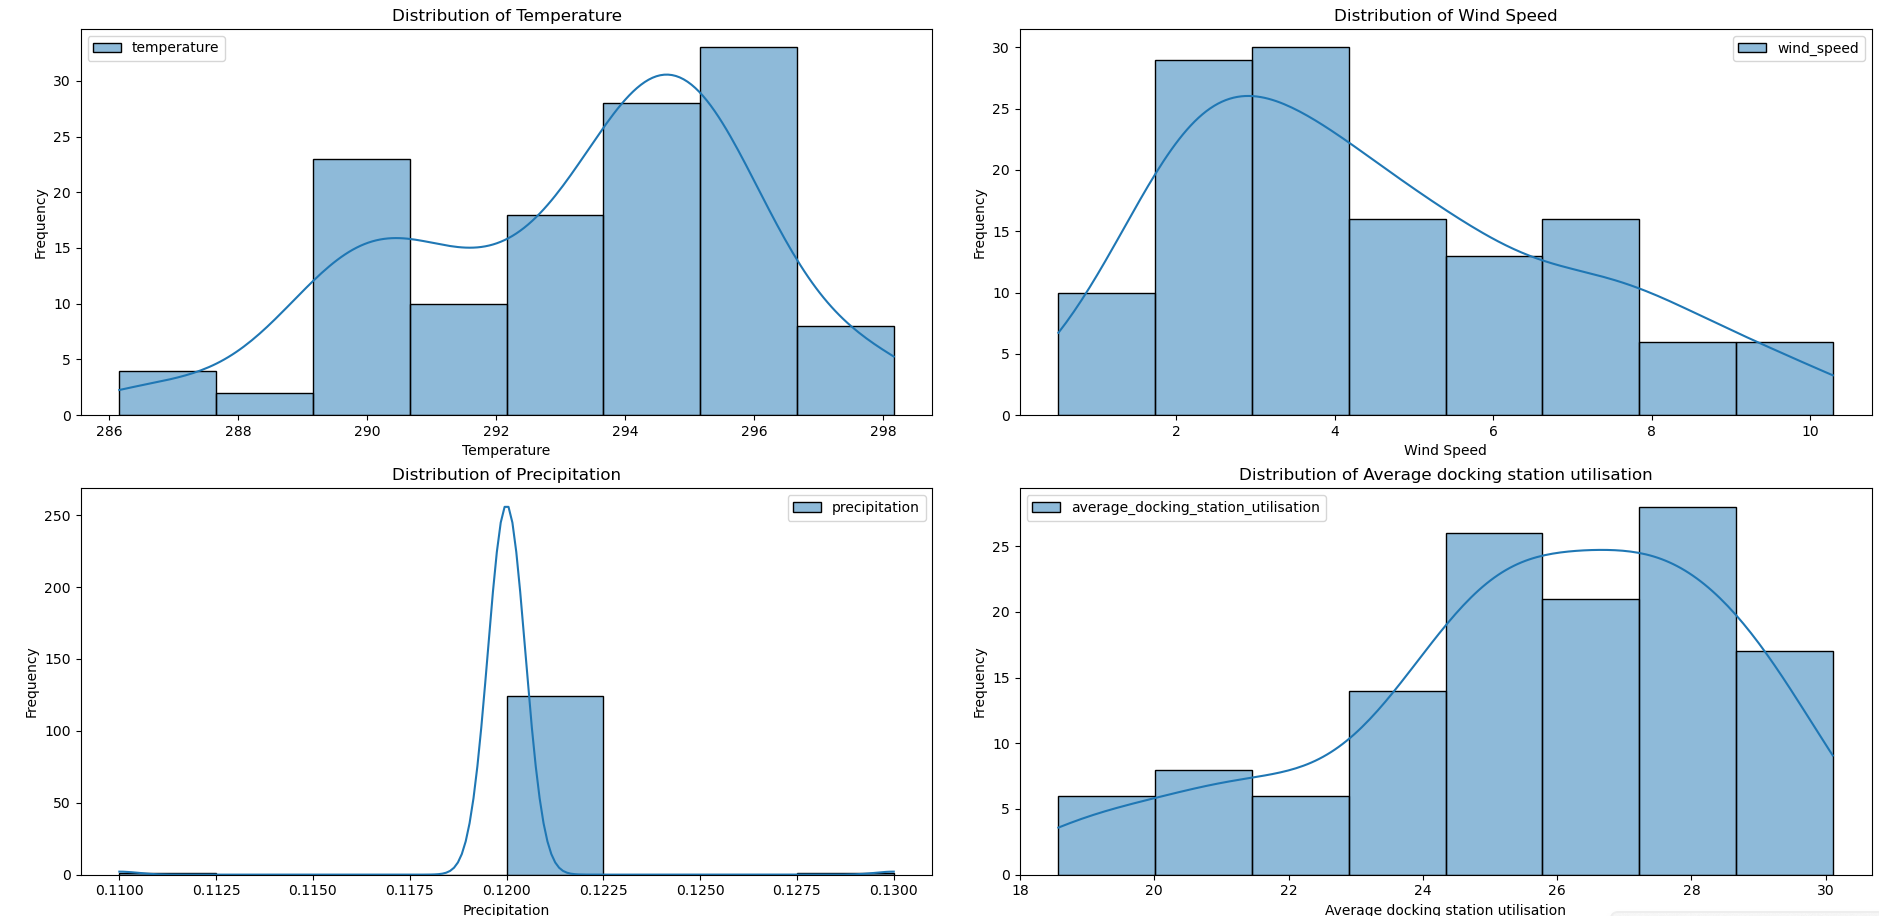 Distribution of Temperature
temperature
Frequency
30
25
20
15
10
5
0
286 288 290 292 294 296 298
Temperature
Distribution of Wind Speed
wind_speed
Frequency
30
25
20
15
10
5
0
2 4 6 8 10
Wind Speed
Distribution of Precipitation
precipitation
Frequency
250
200
150
100
50
0
0.1100 0.1125 0.1150 0.1175 0.1200 0.1225 0.1250 0.1275 0.1300
Precipitation
Distribution of Average docking station utilisation
average_docking_station_utilisation
Frequency
25
20
15
10
5
0
18 20 22 24 26 28 30
Average docking station utilisation